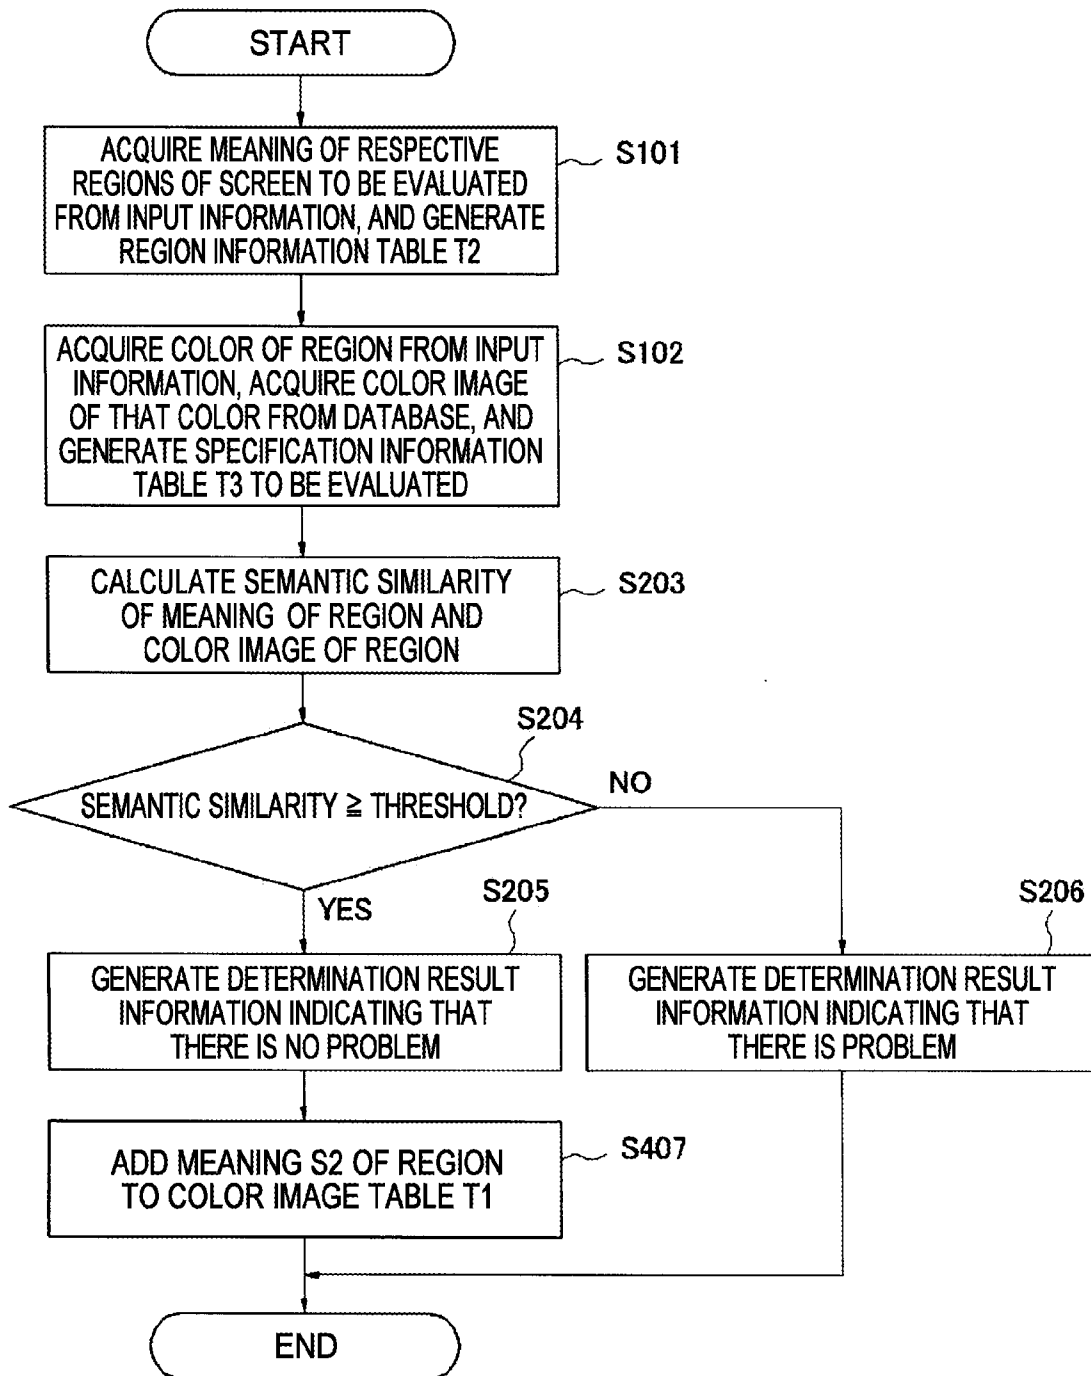 START
ACQUIRE MEANING OF RESPECTIVE
REGIONS OF SCREEN TO BE EVALUATED
FROM INPUT INFORMATION, AND GENERATE
REGION INFORMATION TABLE T2
S101
ACQUIRE COLOR OF REGION FROM INPUT
INFORMATION, ACQUIRE COLOR IMAGE
OF THAT COLOR FROM DATABASE, AND
GENERATE SPECIFICATION INFORMATION
TABLE T3 TO BE EVALUATED
S102
CALCULATE SEMANTIC SIMILARITY
OF MEANING OF REGION AND
COLOR IMAGE OF REGION
S203
S204
SEMANTIC SIMILARITY ≧ THRESHOLD?
NO
YES
S205
GENERATE DETERMINATION RESULT
INFORMATION INDICATING THAT
THERE IS NO PROBLEM
S206
GENERATE DETERMINATION RESULT
INFORMATION INDICATING THAT
THERE IS PROBLEM
ADD MEANING S2 OF REGION
TO COLOR IMAGE TABLE T1
S407
END